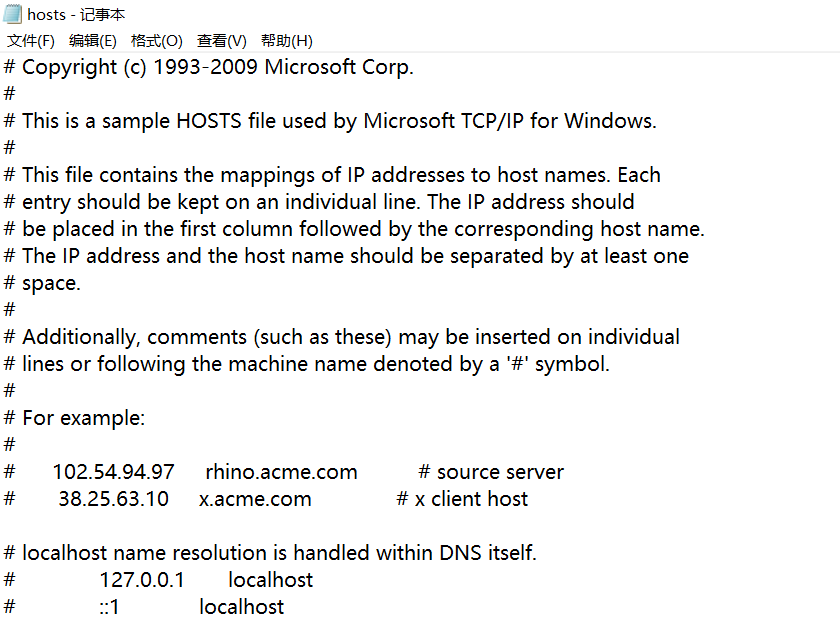 hosts - 记事本
文件(F) 编辑(E) 格式(O) 查看(V) 帮助(H)
# Copyright (c) 1993-2009 Microsoft Corp.
#
# This is a sample HOSTS file used by Microsoft TCP/IP for Windows.
#
# This file contains the mappings of IP addresses to host names. Each
# entry should be kept on an individual line. The IP address should
# be placed in the first column followed by the corresponding host name.
# The IP address and the host name should be separated by at least one
# space.
#
# Additionally, comments (such as these) may be inserted on individual
# lines or following the machine name denoted by a '#' symbol.
#
# For example:
#
# 102.54.94.97 rhino.acme.com # source server
# 38.25.63.10 x.acme.com # x client host

# localhost name resolution is handled within DNS itself.
# 127.0.0.1 localhost
# ::1 localhost